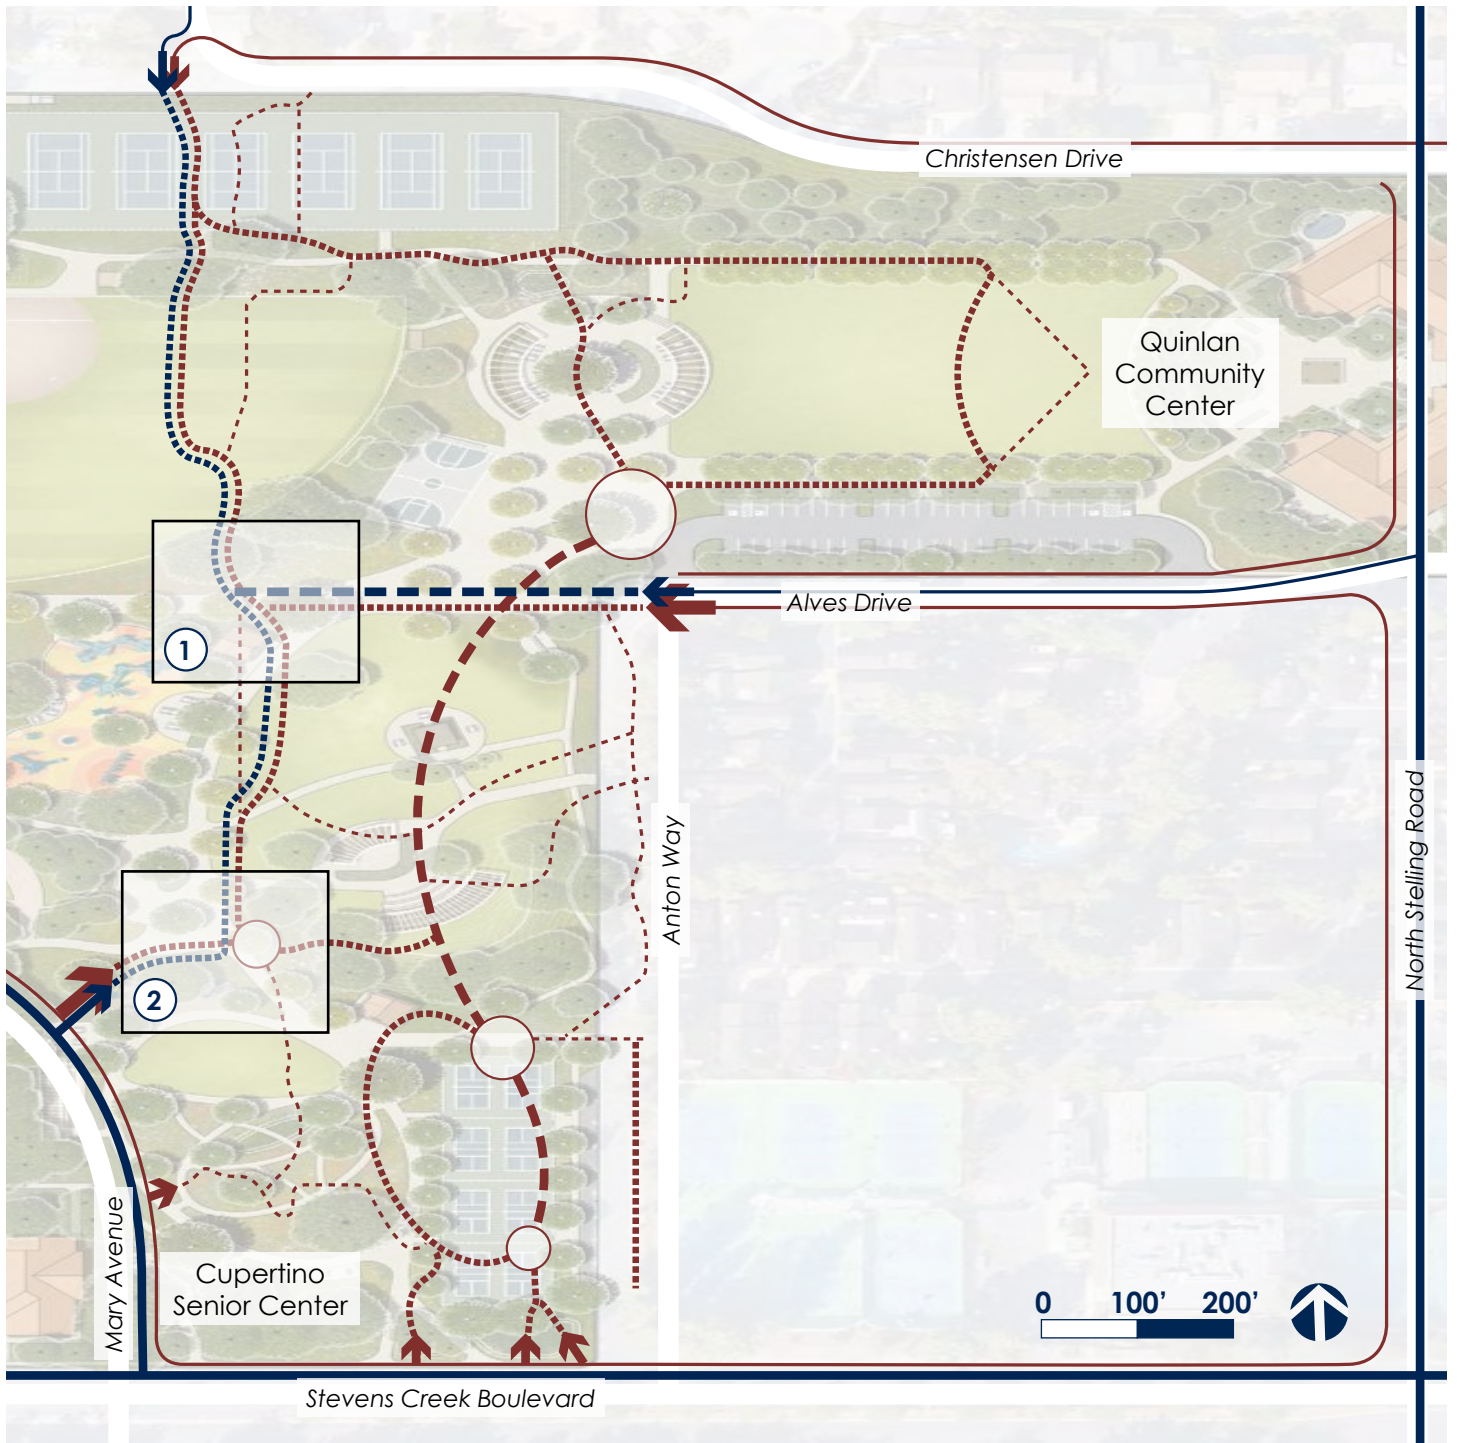 Christensen Drive
Quinlan
Community
Center
Alves Drive
1
Anton Way
North Stelling Road
2
Mary Avenue
Cupertino
Senior Center
0 100' 200'
Stevens Creek Boulevard